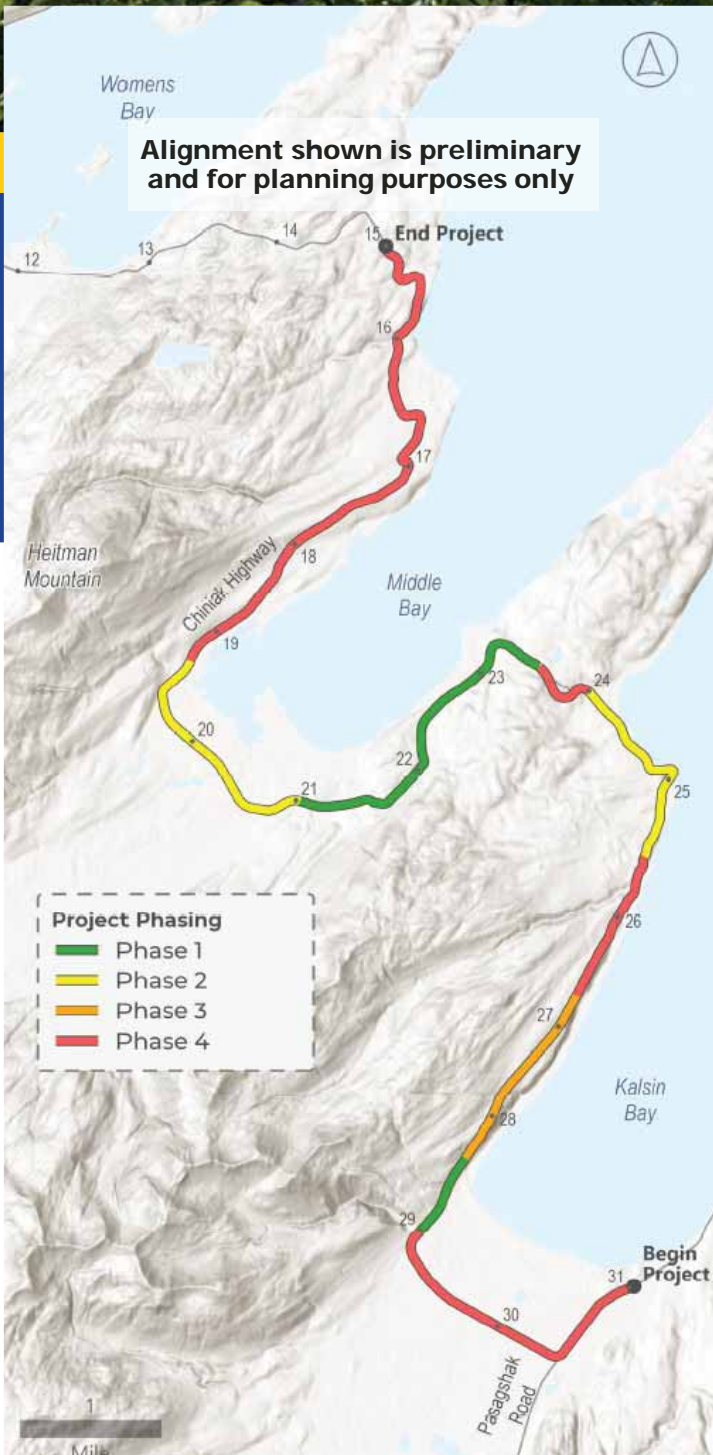 Womens
Bay
Alignment shown is preliminary
and for planning purposes only
15 End Project
14
13
12
16
17
18
Heitman
Mountain
Chiniak Highway
Middle
Bay
19
23
24
20
22
21
25
Project Phasing
Phase 1
Phase 2
Phase 3
Phase 4
26
27
Kalsin
Bay
28
29
31 Begin
Project
30
Pasagshak
Road
1
Mile